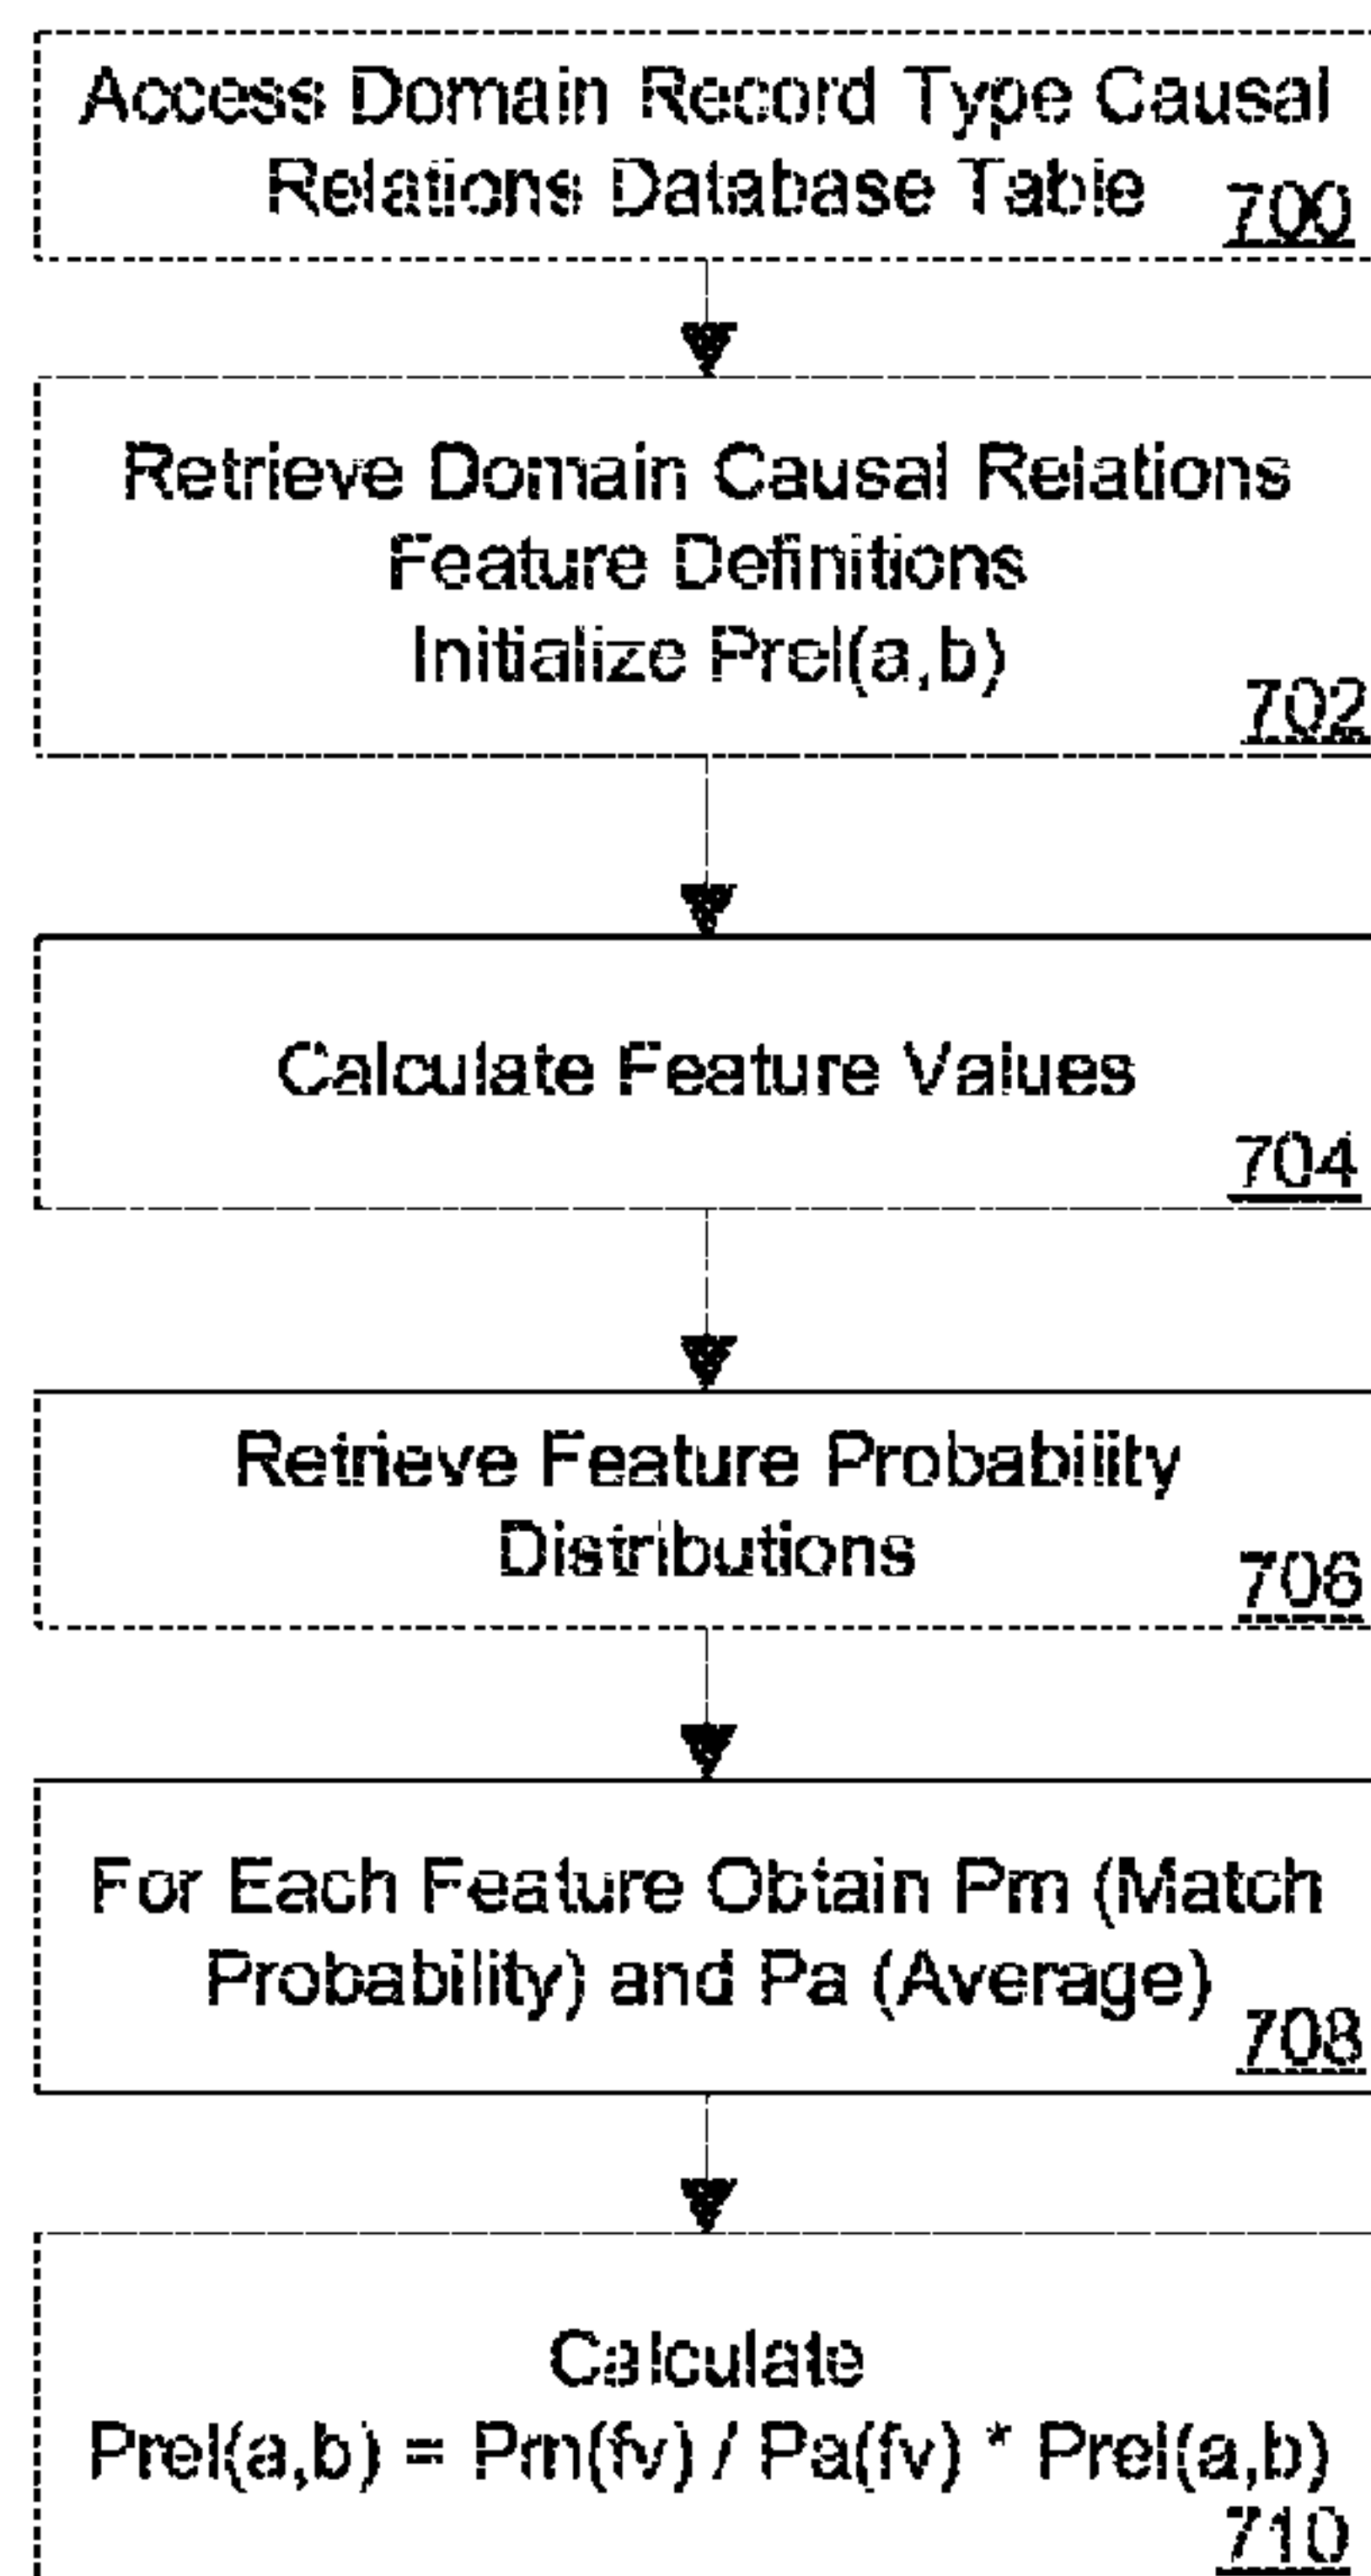 Access Domain Record Type Causal
Relations Database Table
700
Retrieve Domain Causal Relations
Feature Definitions
Initialize Prel(a,b)
702
Calculate Feature Values
704
Retrieve Feature Probability
Distributions
706
For Each Feature Obtain Pm (Match
Probability) and Pa (Average)
708
Calculate
Prel(a,b) = Pm(fv) / Pa(fv) * Prel(a,b)
710